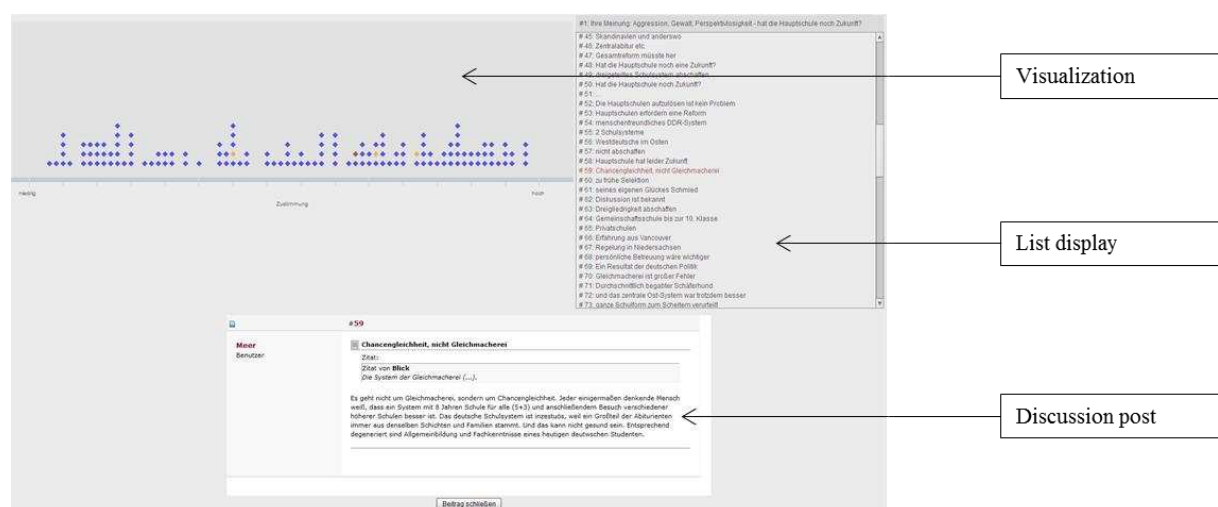 #1: Ihre Meinung: Aggression, Gewalt, Perspektivlosigkeit - hat die Hauptschule noch Zukunft?
# 45: Skandinavien und anderswo
# 46: Zentralabitur etc.
# 47: Gesamtreform müsste her
# 48: Hat die Hauptschule noch eine Zukunft?
# 49: dreigeteiltes Schulsystem abschaffen
# 50: Hat die Hauptschule noch Zukunft?
# 51: ...
# 52: Die Hauptschulen aufzulösen ist kein Problem
# 53: Hauptschulen erfordern eine Reform
# 54: menschenfreundliches DDR-System
# 55: 2 Schulsysteme
# 56: Westdeutsche im Osten
# 57: nicht abschaffen
# 58: Hauptschule hat leider Zukunft
# 59: Chancengleichheit, nicht Gleichmacherei
# 60: zu frühe Selektion
# 61: seines eigenen Glückes Schmied
# 62: Diskussion ist bekannt
# 63: Dreigliedrigkeit abschaffen
# 64: Gemeinschaftsschule bis zur 10. Klasse
# 65: Privatschulen
# 66: Erfahrung aus Vancouver
# 67: Regelung in Niedersachsen
# 68: persönliche Betreuung wäre wichtiger
# 69: Ein Resultat der deutschen Politik
# 70: Gleichmacherei ist großer Fehler
# 71: Durchschnittlich begabter Schäferhund
# 72: und das zentrale Ost-System war trotzdem besser
# 73: ganze Schulform zum Scheitern verurteilt
niedrig
hoch
Zustimmung
Visualization
List display
Discussion post
#59
Meer
Benutzer
Chancengleichheit, nicht Gleichmacherei
Zitat:
Zitat von Blick
Die System der Gleichmacherei (...),
Es geht nicht um Gleichmacherei, sondern um Chancengleichheit. Jeder einigermaßen denkende Mensch
weiß, dass ein System mit 8 Jahren Schule für alle (5+3) und anschließendem Besuch verschiedener
höherer Schulen besser ist. Das deutsche Schulsystem ist inzestuös, weil ein Großteil der Abiturienten
immer aus denselben Schichten und Familien stammt. Und das kann nicht gesund sein. Entsprechend
degeneriert sind Allgemeinbildung und Fachkenntnisse eines heutigen deutwschen Studenten.
Beitrag schließen